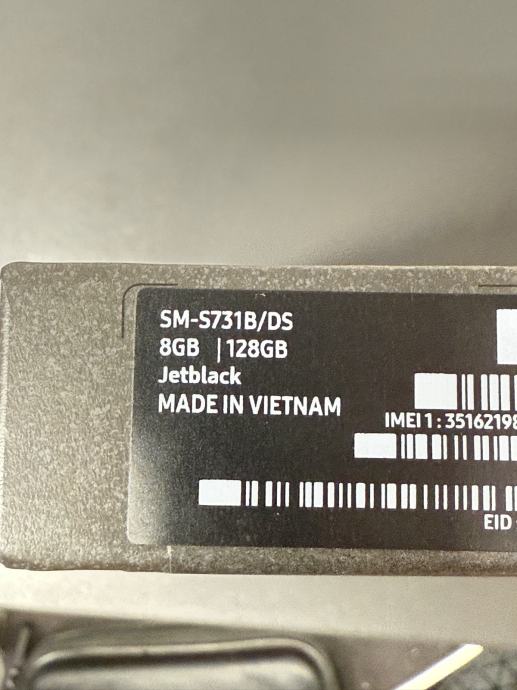 SM-S731B/DS
8GB | 128GB
Jetblack
MADE IN VIETNAM
IMEI 1 : 35162198
EID